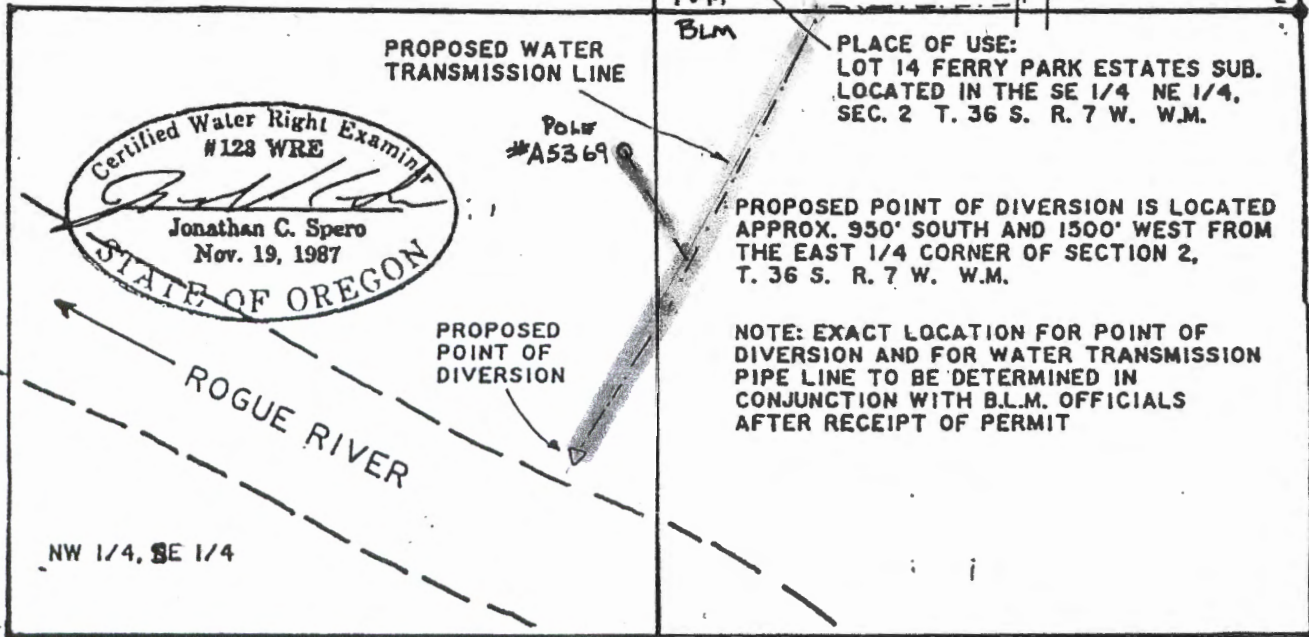 BLM
PROPOSED WATER
TRANSMISSION LINE
PLACE OF USE:
LOT 14 FERRY PARK ESTATES SUB.
LOCATED IN THE SE 1/4 NE 1/4,
SEC. 2 T. 36 S. R. 7 W. W.M.
Certified Water Right Examiner
#128 WRE
Jonathan C. Spero
Nov. 19, 1987
STATE OF OREGON
POLE
#A5369
PROPOSED POINT OF DIVERSION IS LOCATED
APPROX. 950' SOUTH AND 1500' WEST FROM
THE EAST 1/4 CORNER OF SECTION 2,
T. 36 S. R. 7 W. W.M.
PROPOSED
POINT OF
DIVERSION
NOTE: EXACT LOCATION FOR POINT OF
DIVERSION AND FOR WATER TRANSMISSION
PIPE LINE TO BE DETERMINED IN
CONJUNCTION WITH B.L.M. OFFICIALS
AFTER RECEIPT OF PERMIT
ROGUE RIVER
NW 1/4, SE 1/4